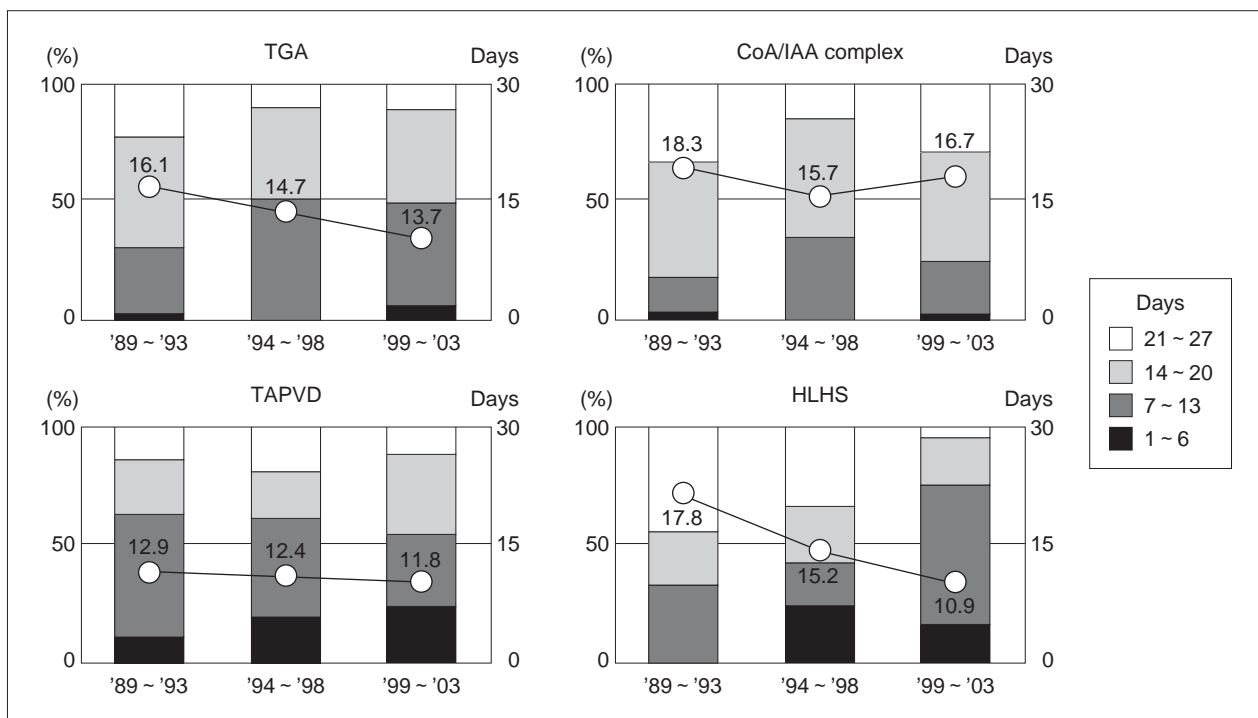 (%) TGA Days
100 30
16.1 14.7 13.7
50 15
0 0
’89 ~ ’93 ’94 ~ ’98 ’99 ~ ’03
(%) CoA/IAA complex Days
100 30
18.3 15.7 16.7
50 15
0 0
’89 ~ ’93 ’94 ~ ’98 ’99 ~ ’03
(%) TAPVD Days
100 30
12.9 12.4 11.8
50 15
0 0
’89 ~ ’93 ’94 ~ ’98 ’99 ~ ’03
(%) HLHS Days
100 30
17.8 15.2 10.9
50 15
0 0
’89 ~ ’93 ’94 ~ ’98 ’99 ~ ’03
Days
21 ~ 27
14 ~ 20
7 ~ 13
1 ~ 6